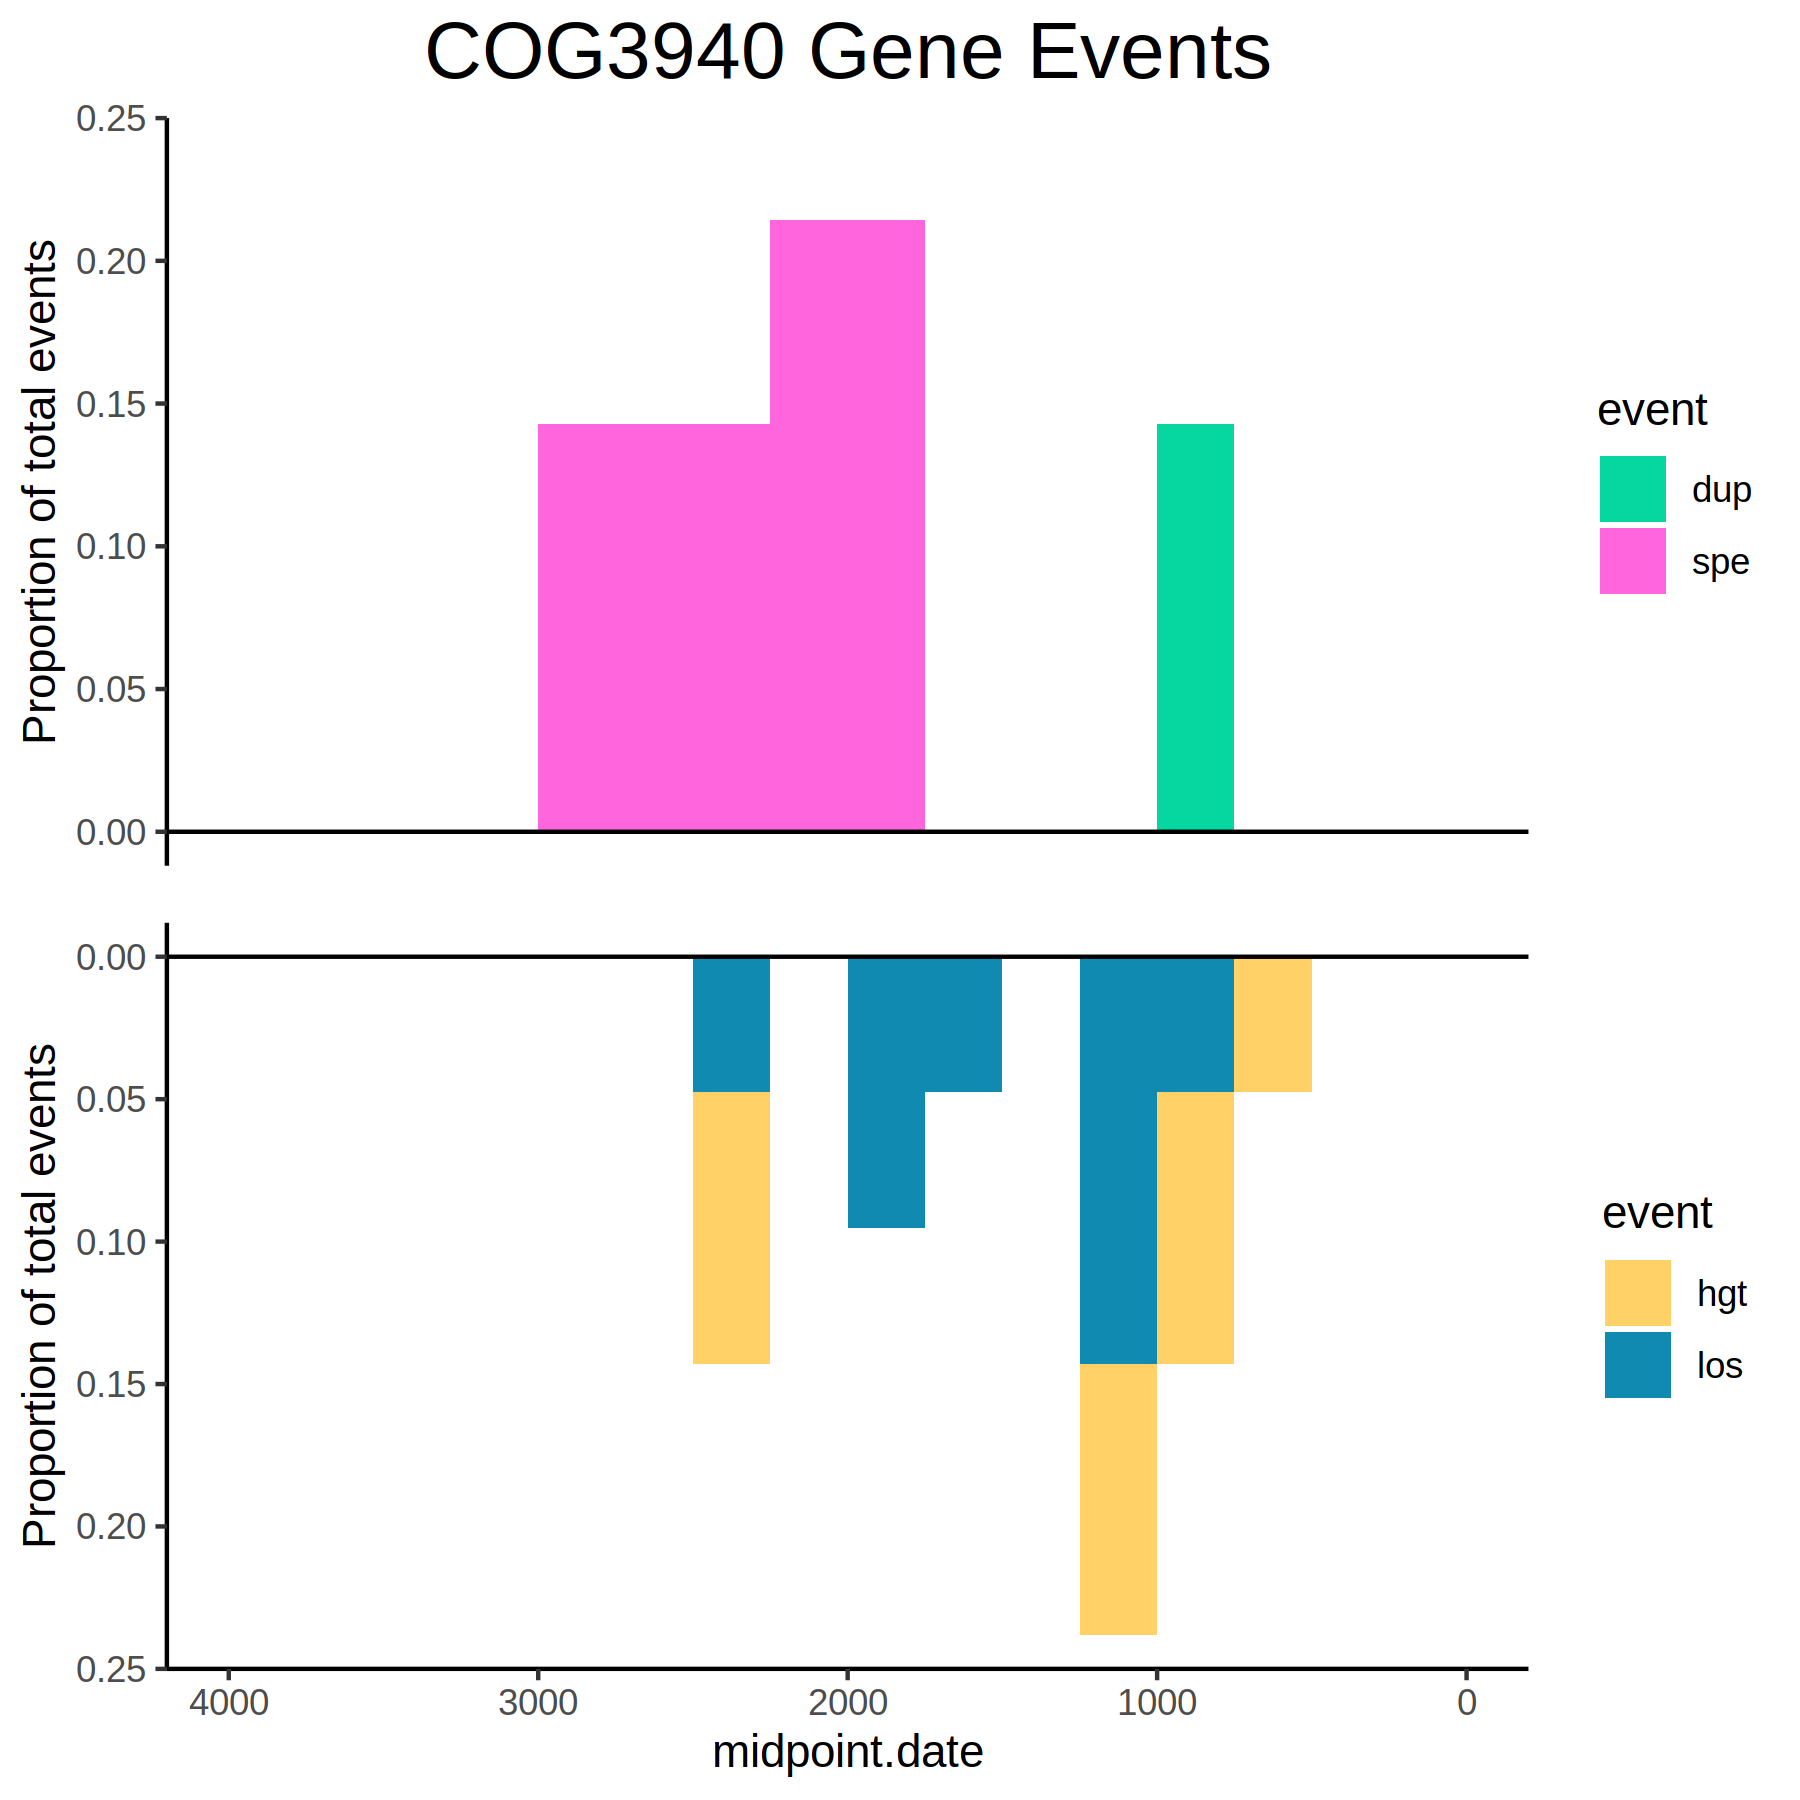 COG3940 Gene Events
Proportion of total events
0.25
0.20
0.15
0.10
0.05
0.00
event
dup
spe
Proportion of total events
0.00
0.05
0.10
0.15
0.20
0.25
event
hgt
los
4000 3000 2000 1000 0
midpoint.date